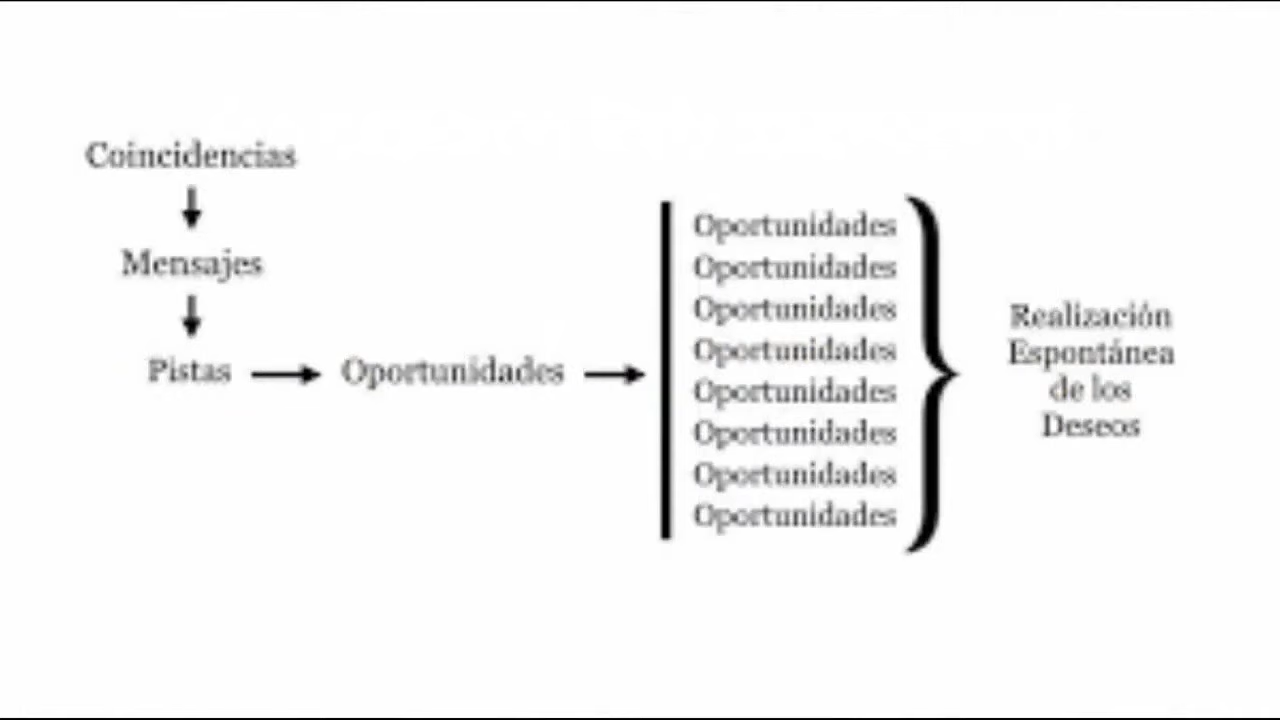 Coincidencias
Mensajes
Pistas
Oportunidades
Oportunidades
Oportunidades
Oportunidades
Oportunidades
Oportunidades
Oportunidades
Oportunidades
Oportunidades
Realización
Espontánea
de los
Deseos